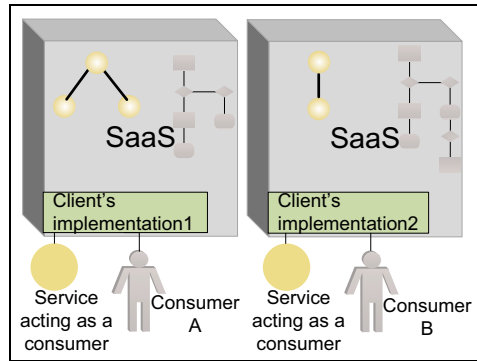 SaaS
Client's
implementation1
Service
acting as a
consumer
Consumer
A
SaaS
Client's
implementation2
Service
acting as a
consumer
Consumer
B